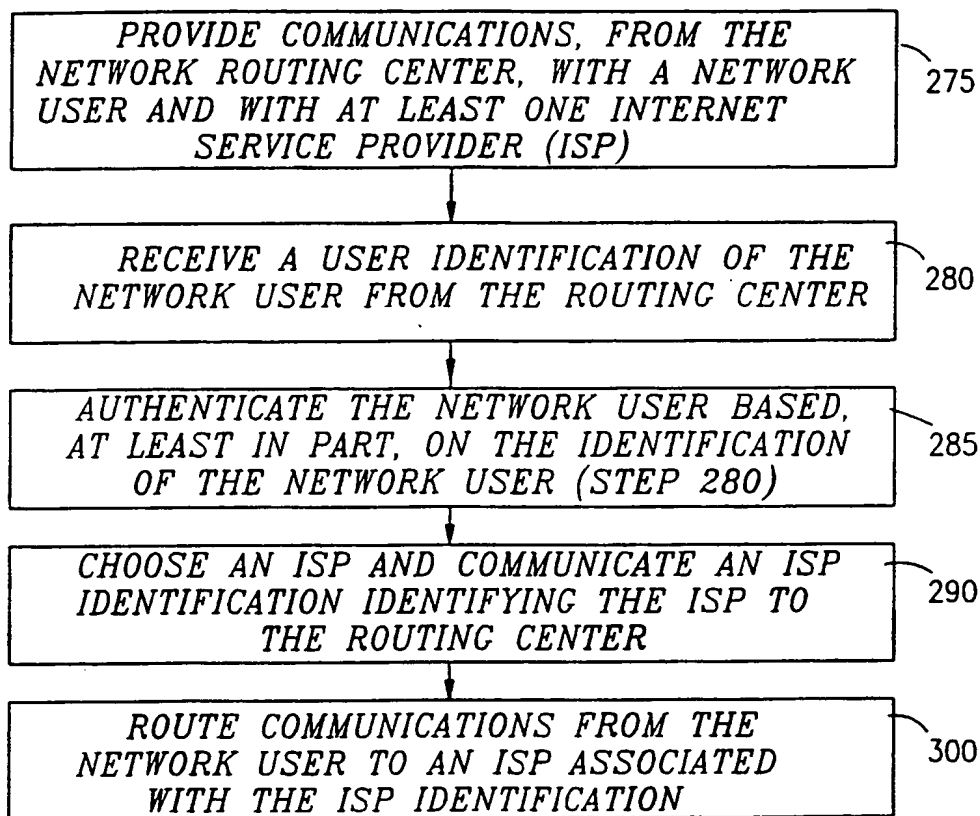 PROVIDE COMMUNICATIONS, FROM THE
NETWORK ROUTING CENTER, WITH A NETWORK
USER AND WITH AT LEAST ONE INTERNET
SERVICE PROVIDER (ISP)
275
RECEIVE A USER IDENTIFICATION OF THE
NETWORK USER FROM THE ROUTING CENTER
280
AUTHENTICATE THE NETWORK USER BASED,
AT LEAST IN PART, ON THE IDENTIFICATION
OF THE NETWORK USER (STEP 280)
285
CHOOSE AN ISP AND COMMUNICATE AN ISP
IDENTIFICATION IDENTIFYING THE ISP TO
THE ROUTING CENTER
290
ROUTE COMMUNICATIONS FROM THE
NETWORK USER TO AN ISP ASSOCIATED
WITH THE ISP IDENTIFICATION
300